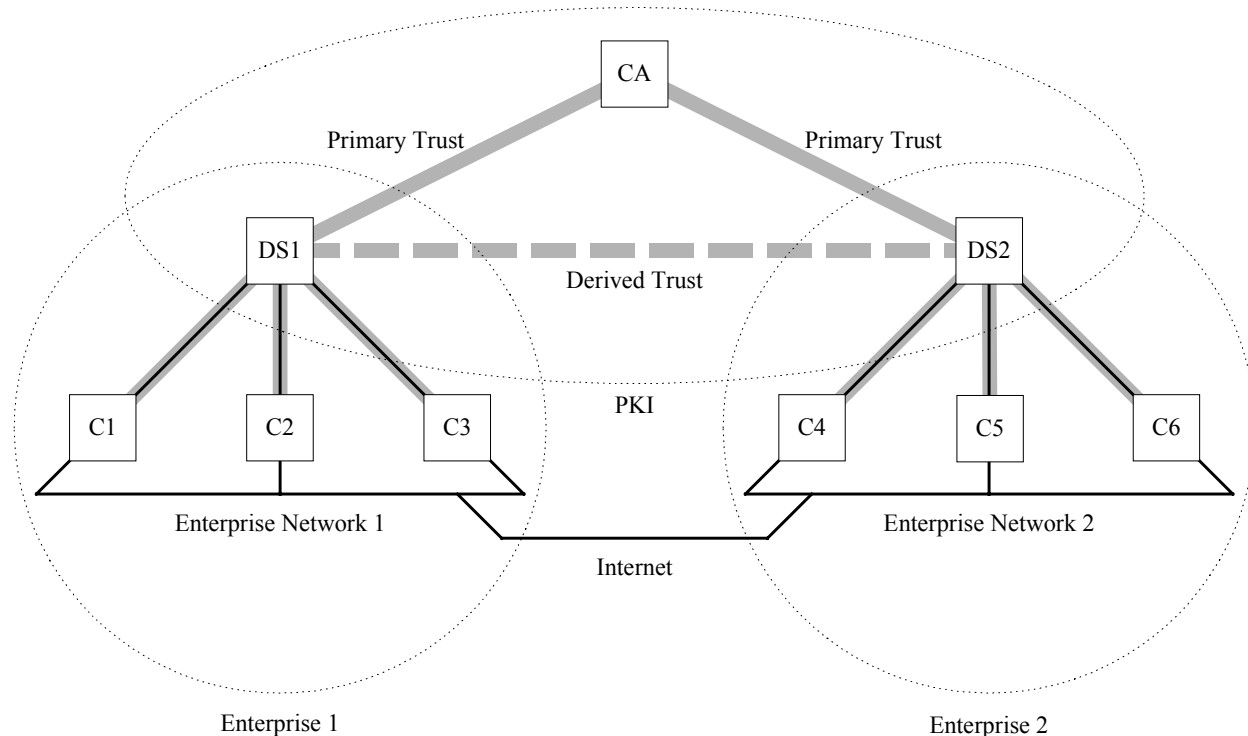 CA
Primary Trust
Primary Trust
DS1
DS2
Derived Trust
PKI
C1
C2
C3
C4
C5
C6
Enterprise Network 1
Enterprise Network 2
Internet
Enterprise 1
Enterprise 2